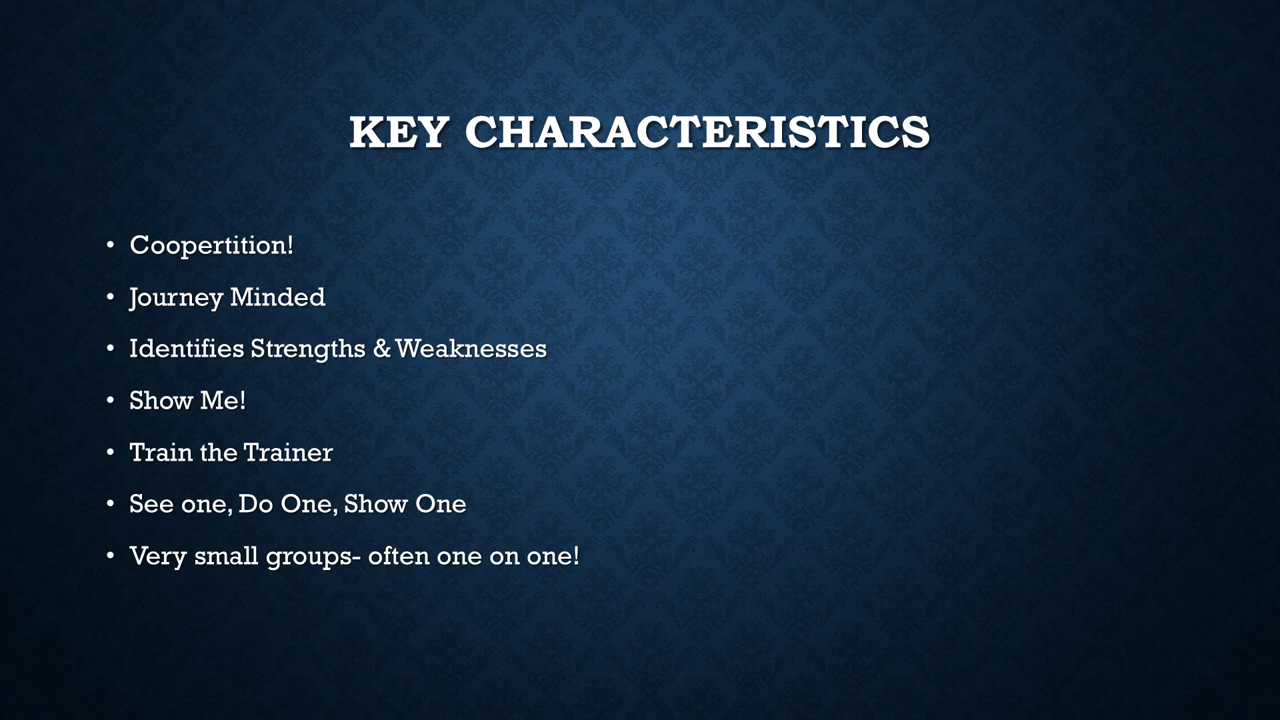 KEY CHARACTERISTICS
• Coopertition!
• Journey Minded
• Identifies Strengths & Weaknesses
• Show Me!
• Train the Trainer
• See one, Do One, Show One
• Very small groups- often one on one!